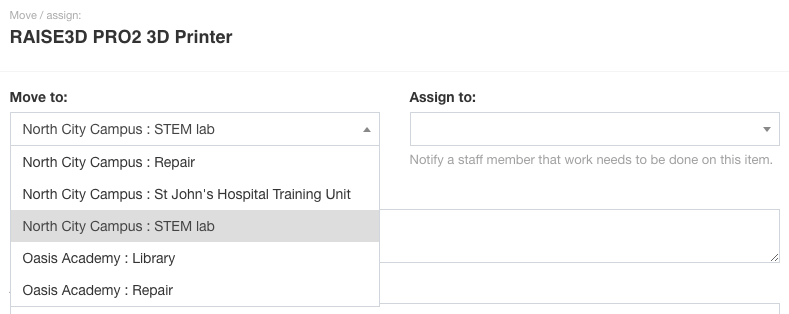 Move / assign:
RAISE3D PRO2 3D Printer
Move to:
Assign to:
North City Campus : STEM lab
Notify a staff member that work needs to be done on this item.
North City Campus : Repair
North City Campus : St John's Hospital Training Unit
North City Campus : STEM lab
Oasis Academy : Library
Oasis Academy : Repair